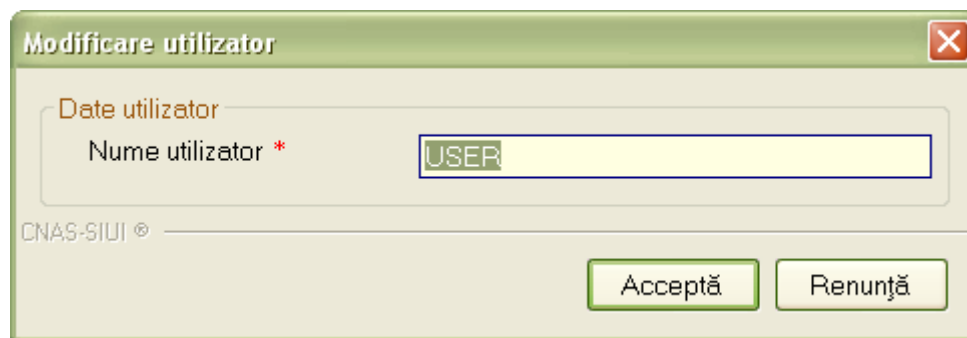 Modificare utilizator
Date utilizator
Nume utilizator * USER
CNAS-SIUI ®
Acceptă Renunţă